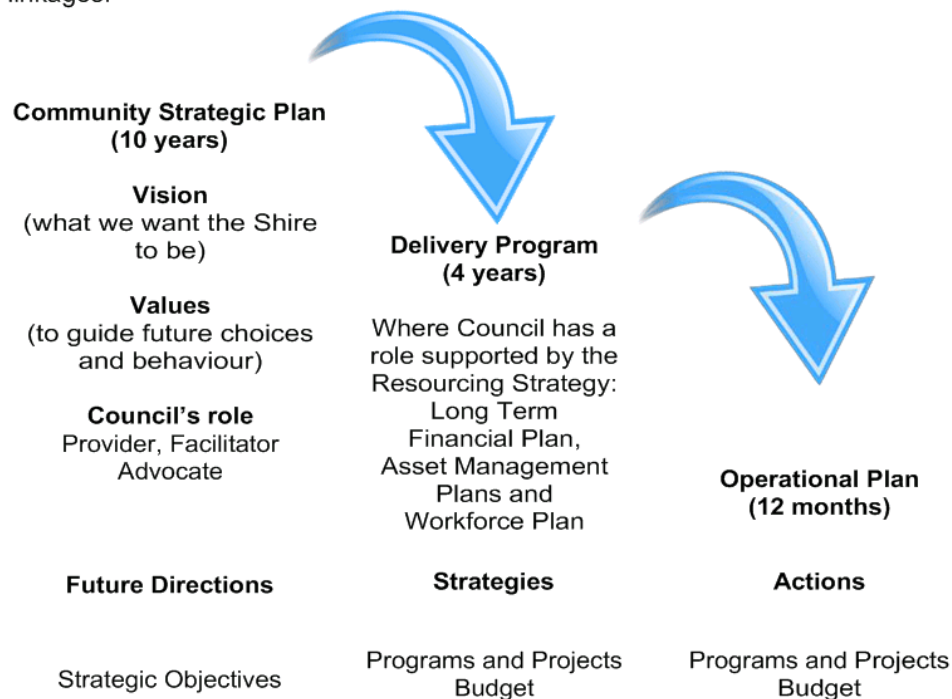 linkages.
Community Strategic Plan
(10 years)
Vision
(what we want the Shire
to be)
Values
(to guide future choices
and behaviour)
Council's role
Provider, Facilitator
Advocate
Future Directions
Strategic Objectives
Delivery Program
(4 years)
Where Council has a
role supported by the
Resourcing Strategy:
Long Term
Financial Plan,
Asset Management
Plans and
Workforce Plan
Strategies
Programs and Projects
Budget
Operational Plan
(12 months)
Actions
Programs and Projects
Budget